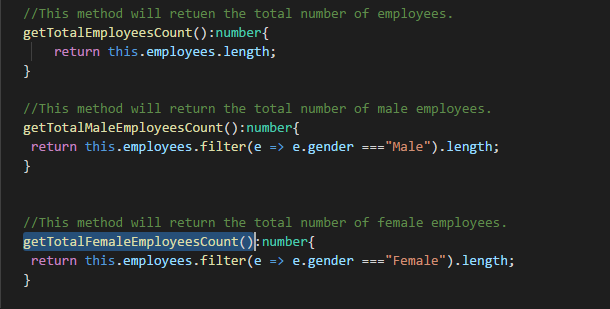 //This method will retuen the total number of employees.
getTotalEmployeesCount():number{
return this.employees.length;
}
//This method will return the total number of male employees.
getTotalMaleEmployeesCount():number{
return this.employees.filter(e => e.gender ==="Male").length;
}
//This method will return the total number of female employees.
getTotalFemaleEmployeesCount():number{
return this.employees.filter(e => e.gender ==="Female").length;
}